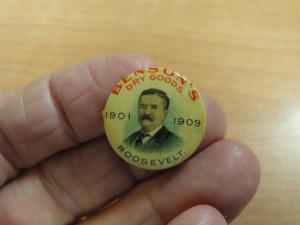 BENSON'S
DRY GOODS.
1901 1909
ROOSEVELT.